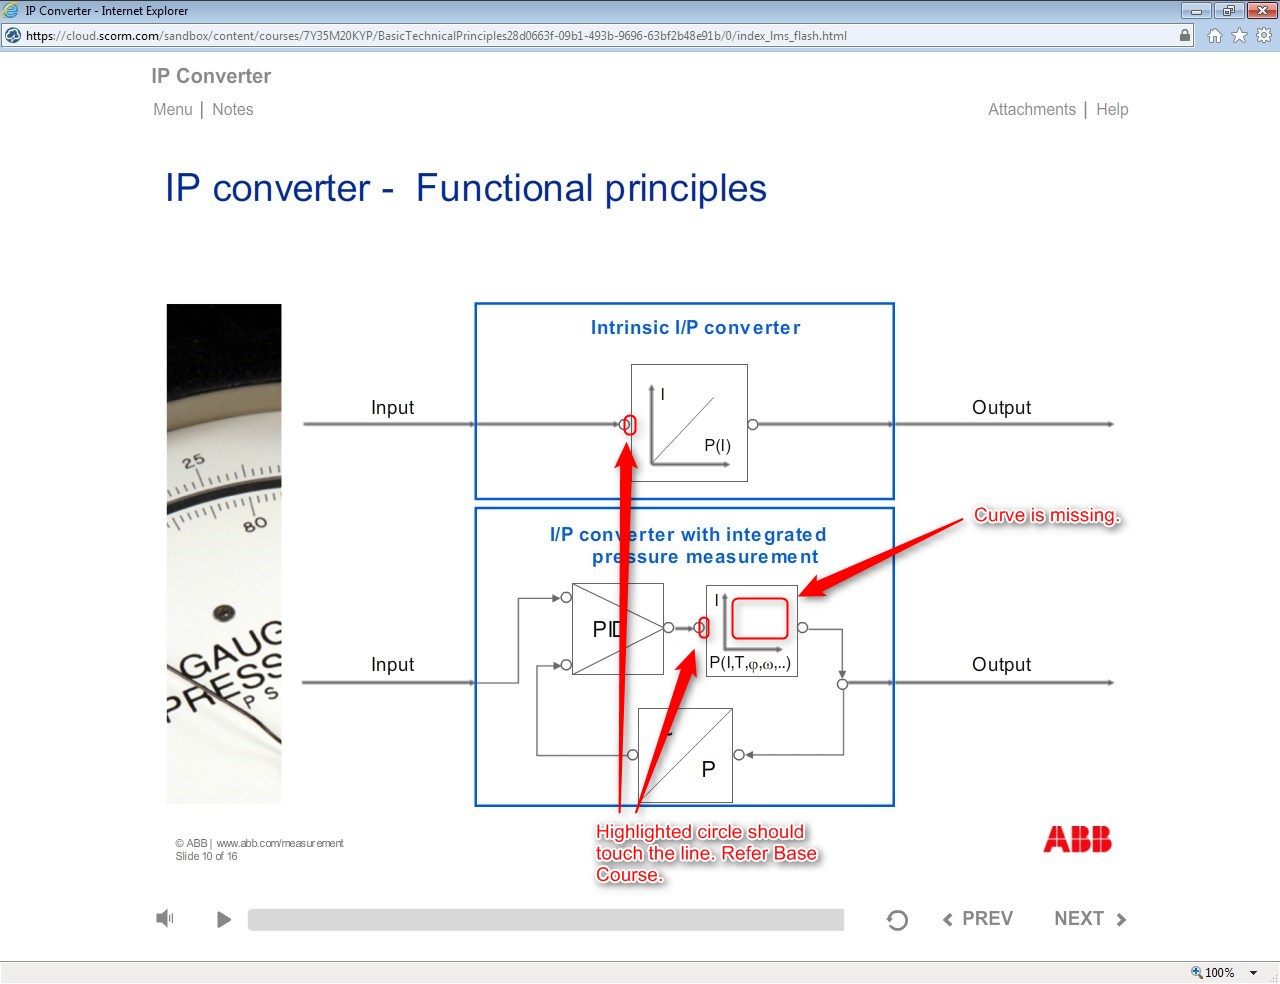 IP Converter - Internet Explorer
https://cloud.scorm.com/sandbox/content/courses/7Y35M20KYP/BasicTechnicalPrinciples28d0663f-09b1-493b-9696-63bf2b48e91b/0/index_lms_flash.html
IP Converter
Menu | Notes
Attachments | Help
IP converter - Functional principles
Intrinsic I/P converter
Input
I
P(I)
Output
25
80
GAUG
PRESS
P S
I/P converter with integrated
pressure measurement
Curve is missing.
Input
PID
I
P(I,T,φ,ω,..)
Output
P
Highlighted circle should
touch the line. Refer Base
Course.
© ABB | www.abb.com/measurement
Slide 10 of 16
ABB
PREV
NEXT
100%